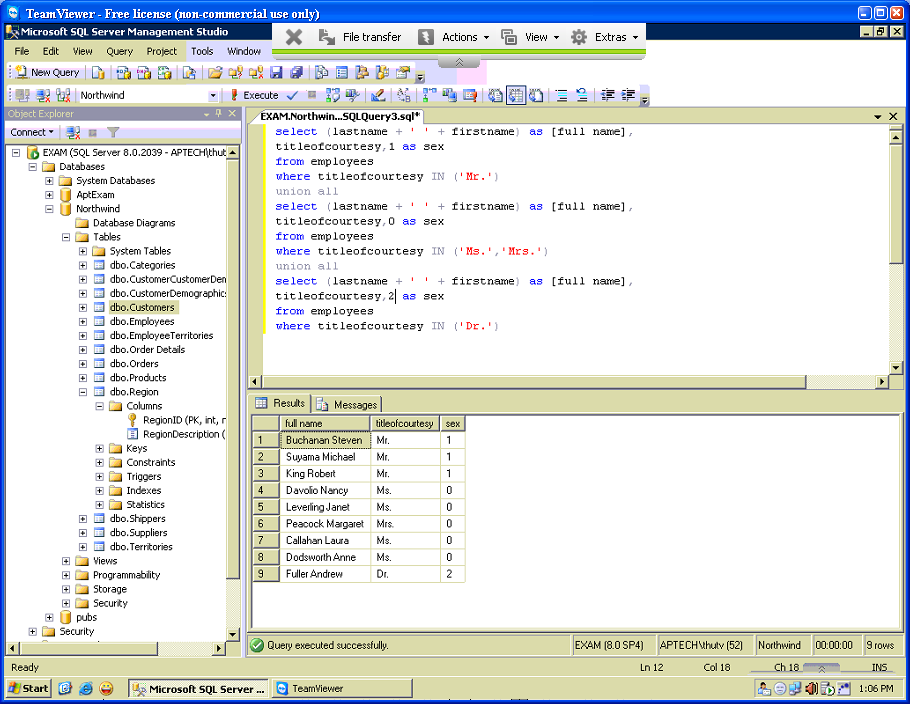 TeamViewer - Free license (non-commercial use only)
Microsoft SQL Server Management Studio
File Edit View Query Project Tools Window
File transfer Actions View Extras
New Query
Northwind Execute
Object Explorer
EXAM.Northwin...SQLQuery3.sql*
Connect
EXAM (SQL Server 8.0.2039 - APTECH\thut
Databases
System Databases
AptExam
Northwind
Database Diagrams
Tables
System Tables
dbo.Categories
dbo.CustomerCustomerDen
dbo.CustomerDemographics
dbo.Customers
dbo.Employees
dbo.EmployeeTerritories
dbo.Order Details
dbo.Orders
dbo.Products
dbo.Region
Columns
RegionID (PK, int, n
RegionDescription (
Keys
Constraints
Triggers
Indexes
Statistics
dbo.Shippers
dbo.Suppliers
dbo.Territories
Views
Programmability
Storage
Security
pubs
Security
select (lastname + ' ' + firstname) as [full name],
titleofcourtesy,1 as sex
from employees
where titleofcourtesy IN ('Mr.')
union all
select (lastname + ' ' + firstname) as [full name],
titleofcourtesy,0 as sex
from employees
where titleofcourtesy IN ('Ms.','Mrs.')
union all
select (lastname + ' ' + firstname) as [full name],
titleofcourtesy,2 as sex
from employees
where titleofcourtesy IN ('Dr.')
Results Messages
full name titleofcourtesy sex
1 Buchanan Steven Mr. 1
2 Suyama Michael Mr. 1
3 King Robert Mr. 1
4 Davolio Nancy Ms. 0
5 Leverling Janet Ms. 0
6 Peacock Margaret Mrs. 0
7 Callahan Laura Ms. 0
8 Dodsworth Anne Ms. 0
9 Fuller Andrew Dr. 2
Query executed successfully. EXAM (8.0 SP4) APTECH\thutv (52) Northwind 00:00:00 9 rows
Ready Ln 12 Col 18 Ch 18 INS
Start Microsoft SQL Server ... TeamViewer 1:06 PM